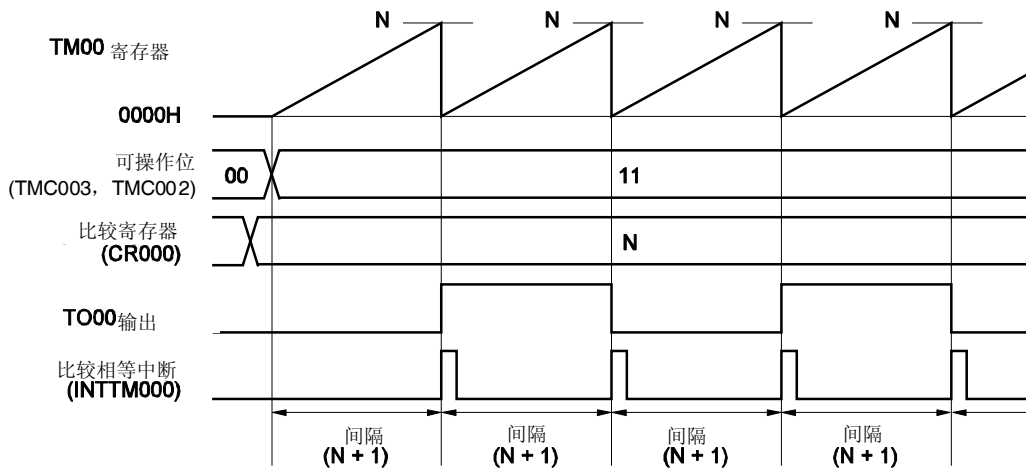 N N N N
TM00 寄存器
0000H
可操作位
(TMC003，TMC002)
00 11
比较寄存器
(CR000)
N
TO00输出
比较相等中断
(INTTM000)
间隔 间隔 间隔 间隔
(N + 1) (N + 1) (N + 1) (N + 1)